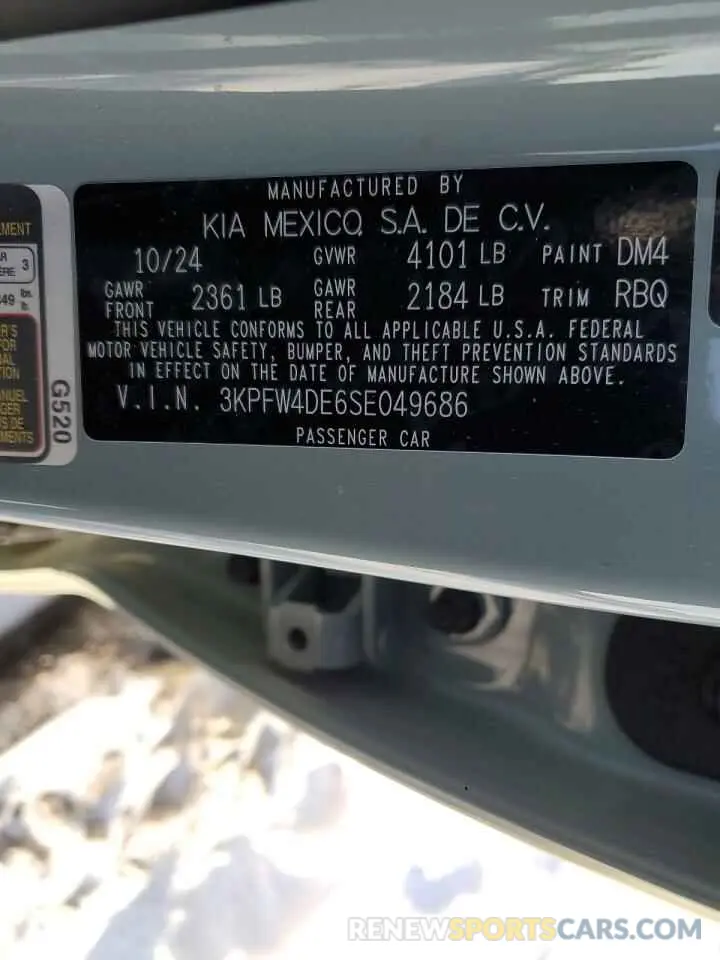 MANUFACTURED BY
KIA MEXICO, S.A. DE C.V.
10/24 GVWR 4101 LB PAINT DM4
GAWR FRONT 2361 LB GAWR REAR 2184 LB TRIM RBQ
THIS VEHICLE CONFORMS TO ALL APPLICABLE U.S.A. FEDERAL
MOTOR VEHICLE SAFETY, BUMPER, AND THEFT PREVENTION STANDARDS
IN EFFECT ON THE DATE OF MANUFACTURE SHOWN ABOVE.
V.I.N. 3KPFW4DE6SE049686
PASSENGER CAR
G520
RENEWSPORTSCARS.COM